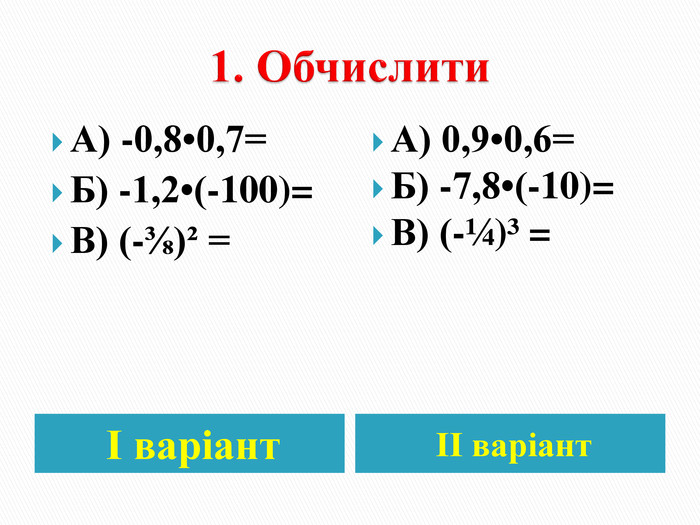 1. Обчислити
А) -0,8•0,7=
Б) -1,2•(-100)=
В) (-⅜)² =
А) 0,9•0,6=
Б) -7,8•(-10)=
В) (-¼)³ =
І варіант
ІІ варіант